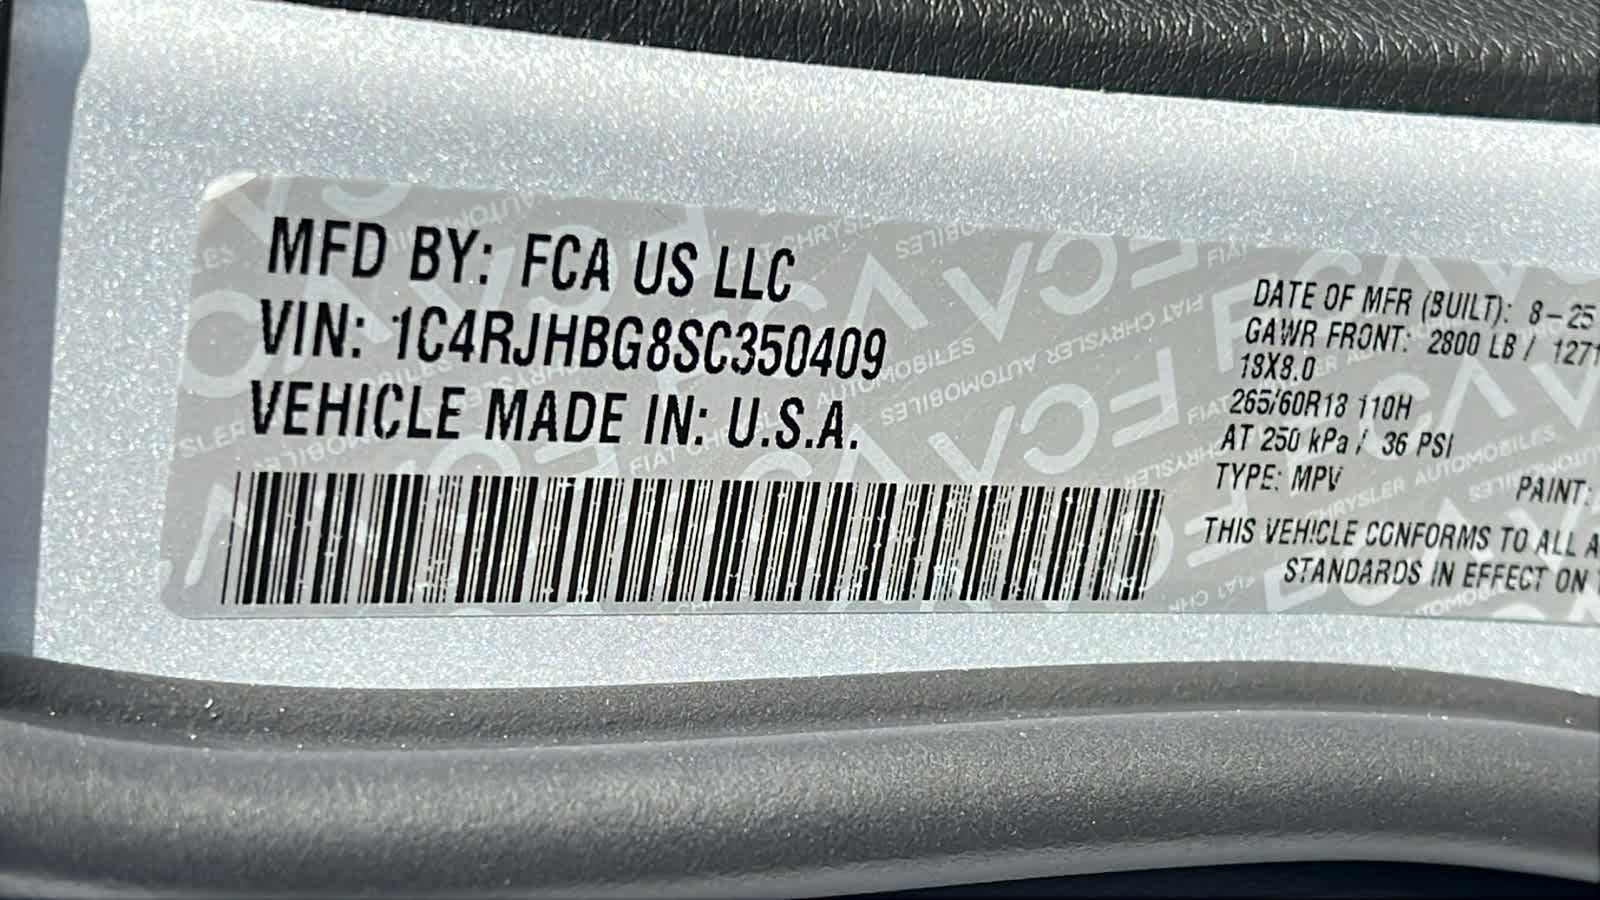 MFD BY: FCA US LLC
VIN: 1C4RJHBG8SC350409
VEHICLE MADE IN: U.S.A.
DATE OF MFR (BUILT): 8-25
GAWR FRONT: 2800 LB / 1271
18X8.0
265/60R18 110H
AT 250 kPa / 36 PSI
TYPE: MPV
PAINT:
THIS VEHICLE CONFORMS TO ALL A
STANDARDS IN EFFECT ON